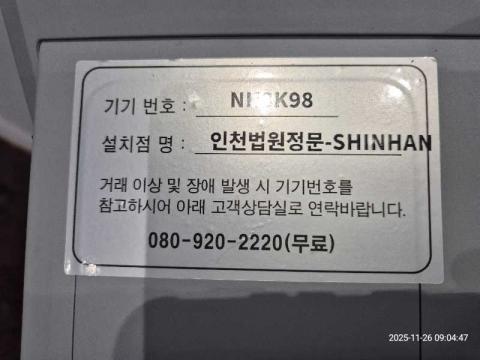 기기 번호 :
설치점 명 : 인천법원정문-SHINHAN
거래 이상 및 장애 발생 시 기기번호를
참고하시어 아래 고객상담실로 연락바랍니다.
080-920-2220(무료)
2025-11-26 09:04:47